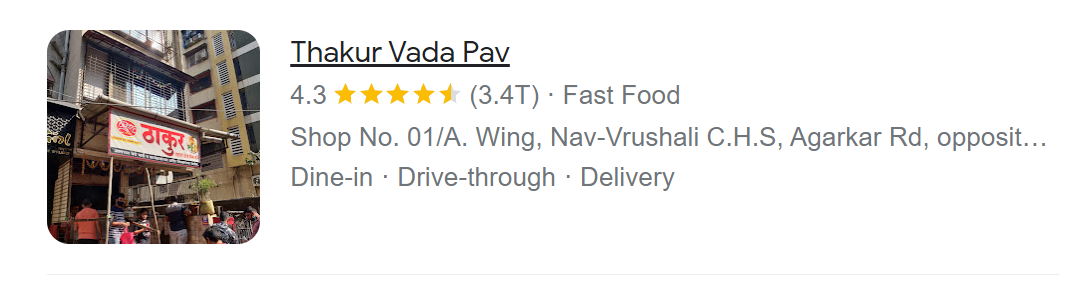 Thakur Vada Pav
4.3 (3.4T) · Fast Food
Shop No. 01/A. Wing, Nav-Vrushali C.H.S, Agarkar Rd, opposit…
Dine-in · Drive-through · Delivery
ठाकुर